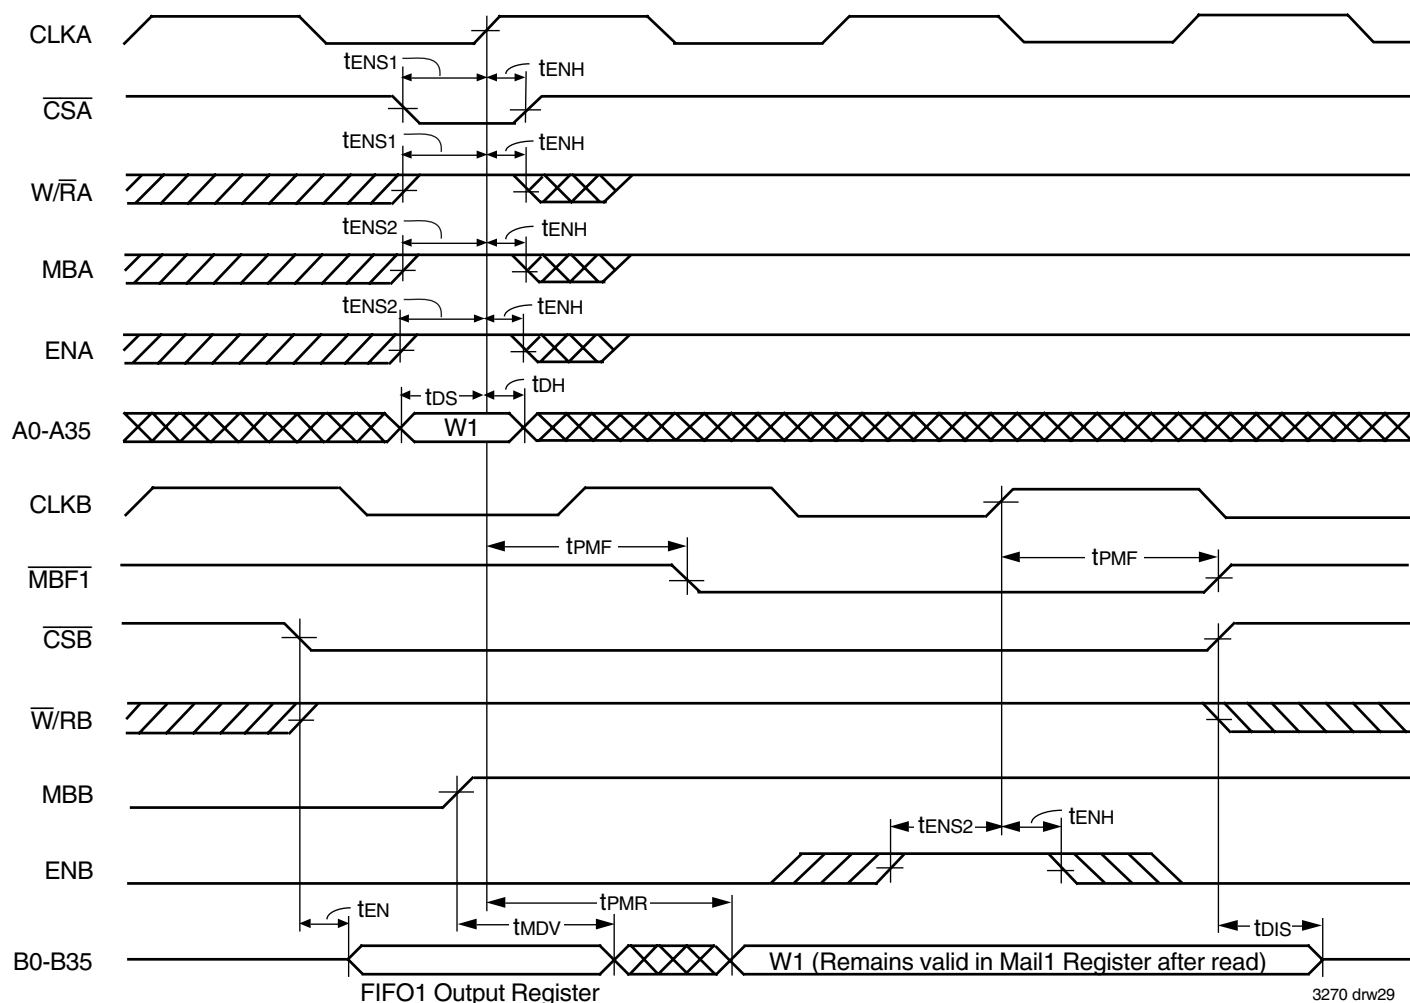 CLKA
tENS1
tENH
CSA
tENS1
tENH
W/RA
tENS2
tENH
MBA
tENS2
tENH
ENA
tDS
tDH
A0-A35
W1
CLKB
tPMF
tPMF
MBF1
CSB
W/RB
MBB
tENS2
tENH
ENB
tEN
tPMR
tMDV
tDIS
B0-B35
W1 (Remains valid in Mail1 Register after read)
FIFO1 Output Register
3270 drw29